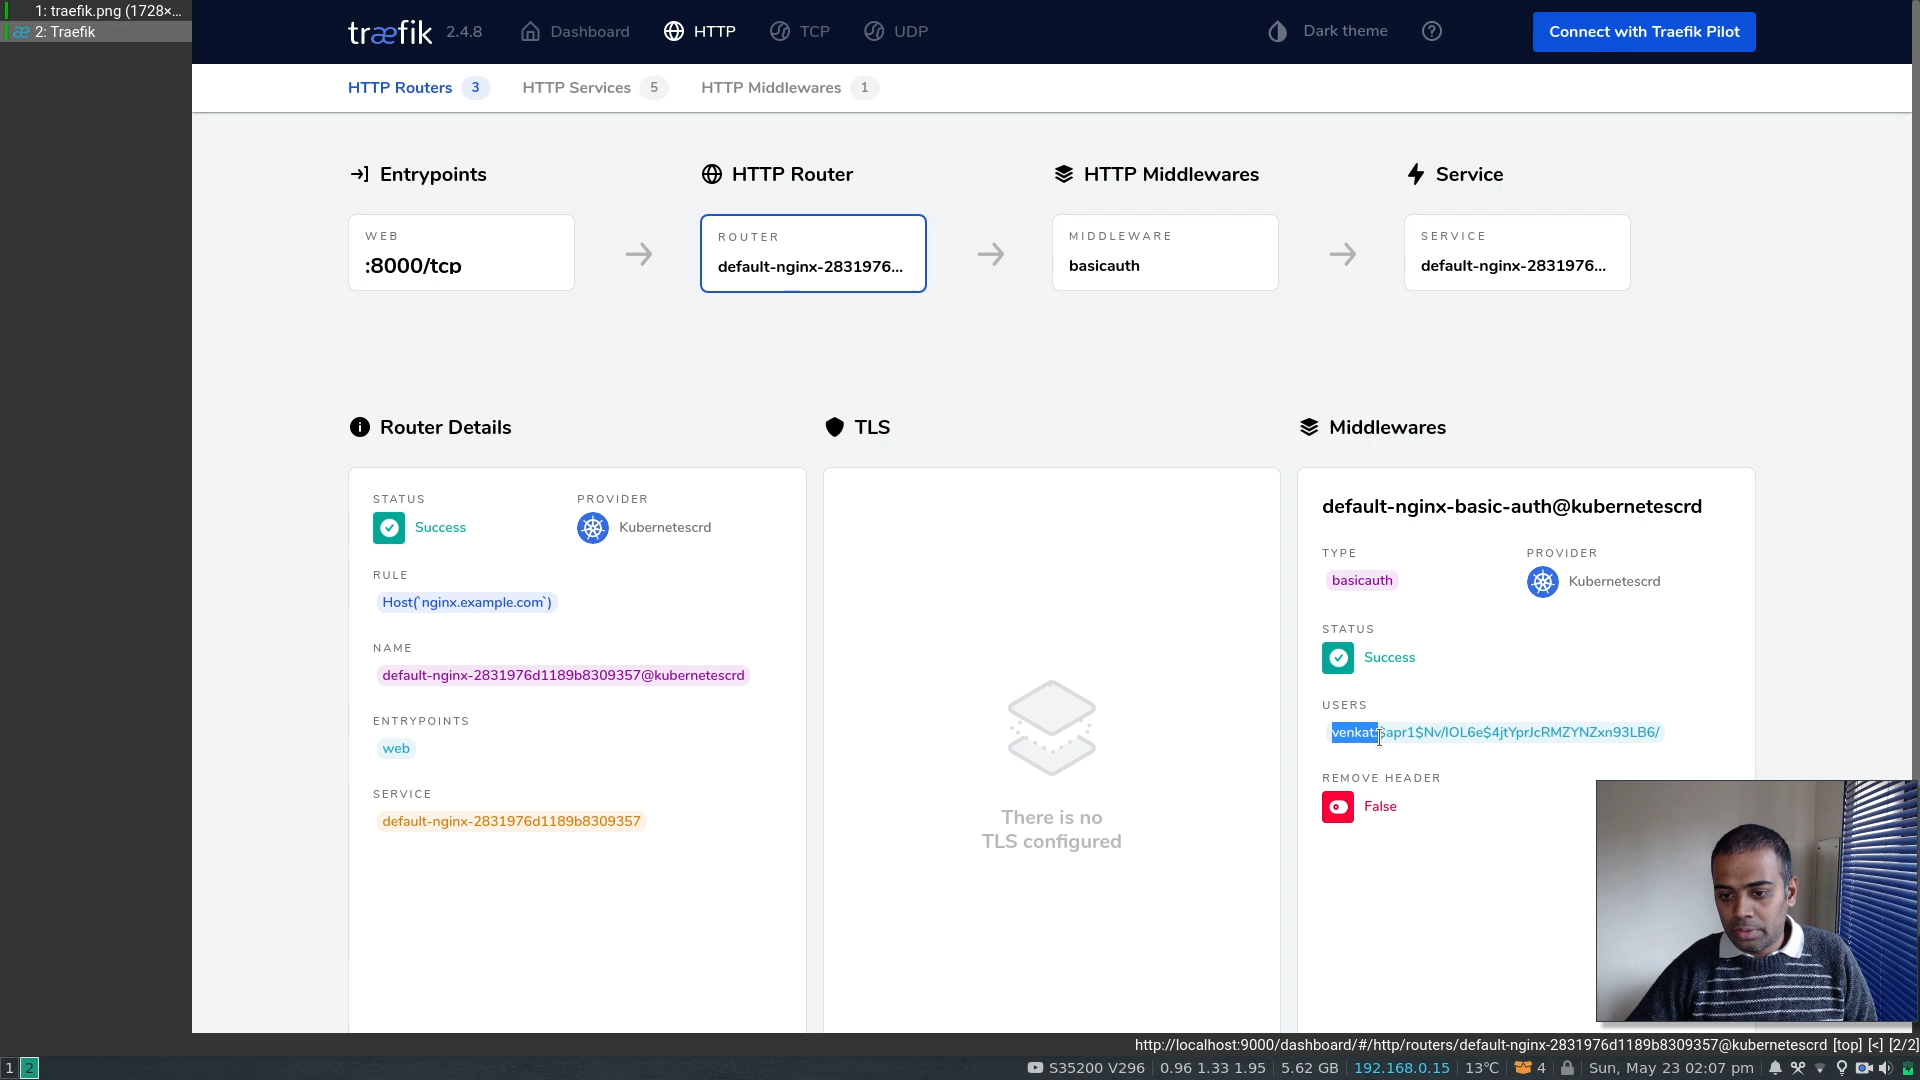 1: traefik.png (1728×...
2: Traefik
træfik 2.4.8 Dashboard HTTP TCP UDP Dark theme Connect with Traefik Pilot
HTTP Routers 3 HTTP Services 5 HTTP Middlewares 1
Entrypoints HTTP Router HTTP Middlewares Service
WEB ROUTER MIDDLEWARE SERVICE
:8000/tcp default-nginx-2831976... basicauth default-nginx-2831976...
Router Details TLS Middlewares
STATUS PROVIDER
Success Kubernetescrd
RULE
Host(`nginx.example.com`)
NAME
default-nginx-2831976d1189b8309357@kubernetescrd
ENTRYPOINTS
web
SERVICE
default-nginx-2831976d1189b8309357
There is no
TLS configured
default-nginx-basic-auth@kubernetescrd
TYPE PROVIDER
basicauth Kubernetescrd
STATUS
Success
USERS
venkat:$apr1$Nv/IOL6e$4jtYprJcRMZYNZxn93LB6/
REMOVE HEADER
False
http://localhost:9000/dashboard/#/http/routers/default-nginx-2831976d1189b8309357@kubernetescrd [top] [<] [2/2]
1 2 S35200 V296 0.96 1.33 1.95 5.62 GB 192.168.0.15 13℃ 4 Sun, May 23 02:07 pm